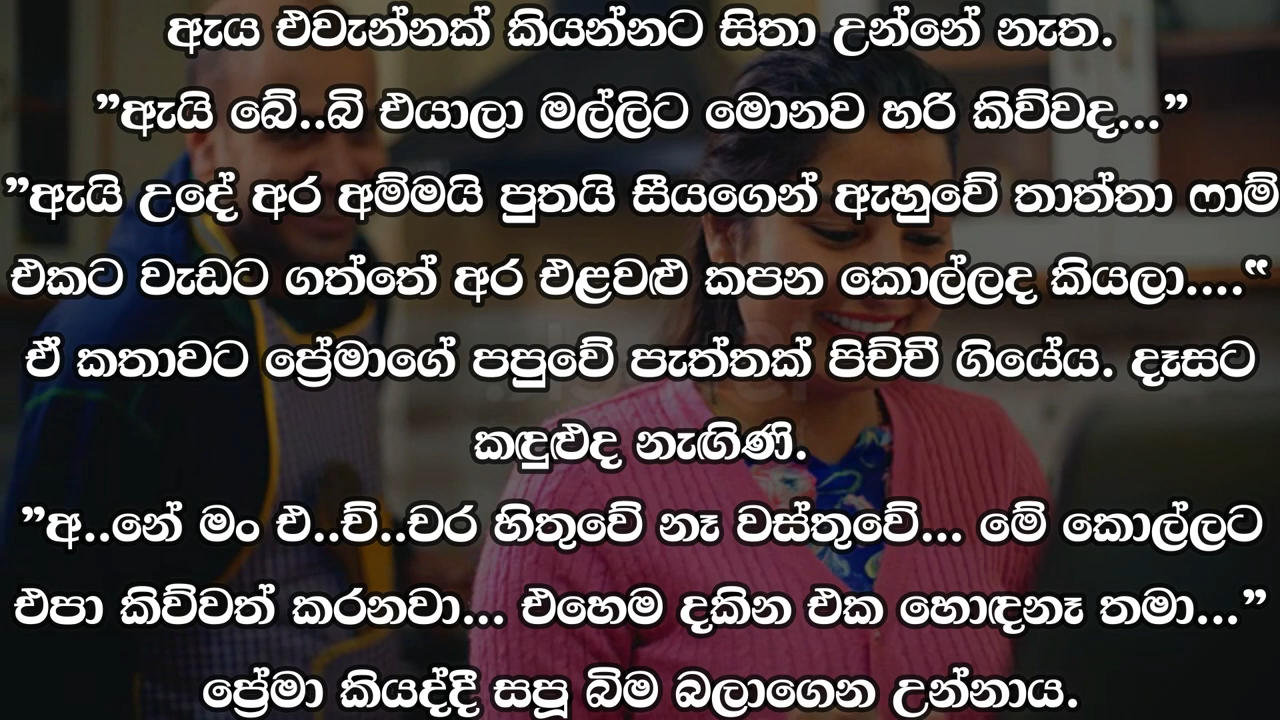 ඇය එවැන්නක් කියන්නට සිතා උන්නේ නැත.
”ඇයි බේ..බි එයාලා මල්ලිට මොනව හරි කිව්වද...”
”ඇයි උදේ අර අම්මයි පුතයි සීයගෙන් ඇහුවේ තාත්තා ෆාම්
එකට වැඩට ගත්තේ අර එළවළු කපන කොල්ලද කියලා....“
ඒ කතාවට ප්‍රේමාගේ පපුවේ පැත්තක් පිච්චී ගියේය. දෑසට
කඳුළුද නැඟිණි.
”අ..නේ මං එ..ච්..චර හිතුවේ නෑ වස්තුවේ... මේ කොල්ලට
එපා කිව්වත් කරනවා... එහෙම දකින එක හොඳනෑ තමා...”
ප්‍රේමා කියද්දී සපූ බිම බලාගෙන උන්නාය.